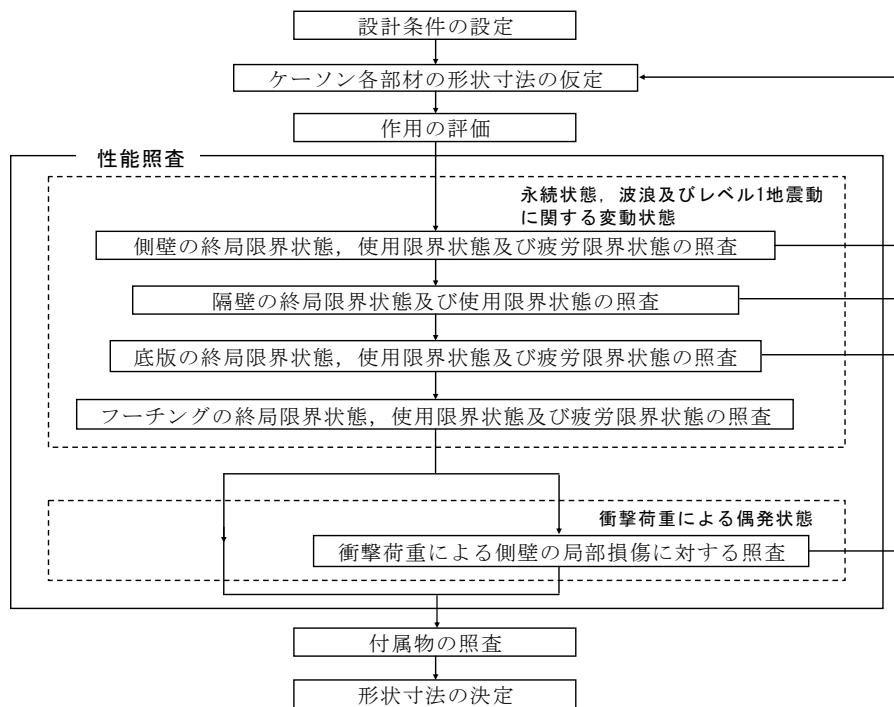 設計条件の設定
ケーソン各部材の形状寸法の仮定
作用の評価
性能照査
永続状態，波浪及びレベル1地震動
に関する変動状態
側壁の終局限界状態，使用限界状態及び疲労限界状態の照査
隔壁の終局限界状態及び使用限界状態の照査
底版の終局限界状態，使用限界状態及び疲労限界状態の照査
フーチングの終局限界状態，使用限界状態及び疲労限界状態の照査
衝撃荷重による偶発状態
衝撃荷重による側壁の局部損傷に対する照査
付属物の照査
形状寸法の決定